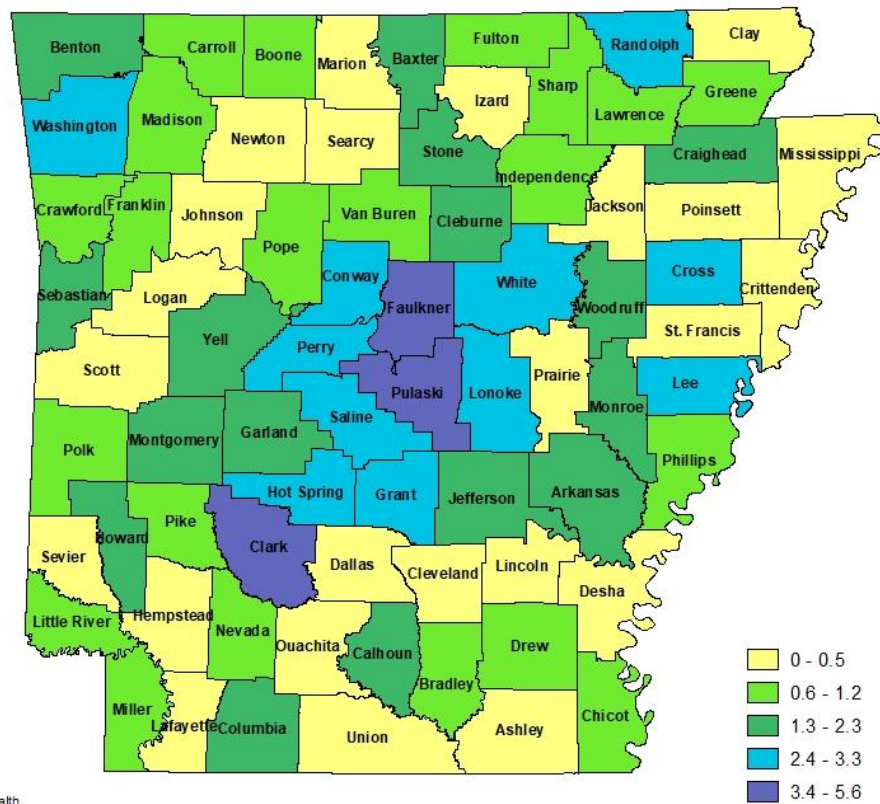 Benton
Carroll
Boone
Marion
Baxter
Fulton
Randolph
Clay
Izard
Sharp
Lawrence
Greene
Washington
Madison
Newton
Searcy
Stone
Independence
Craighead
Mississippi
Crawford
Franklin
Johnson
Pope
Van Buren
Cleburne
Jackson
Poinsett
Sebastian
Logan
Conway
Faulkner
White
Woodruff
Cross
Crittenden
Yell
Perry
St. Francis
Scott
Pulaski
Lonoke
Prairie
Monroe
Lee
Saline
Polk
Montgomery
Garland
Phillips
Hot Spring
Grant
Jefferson
Arkansas
Howard
Pike
Clark
Sevier
Dallas
Cleveland
Lincoln
Desha
Hempstead
Little River
Nevada
Ouachita
Calhoun
Drew
Bradley
Miller
Lafayette
Columbia
Union
Ashley
Chicot
0 - 0.5
0.6 - 1.2
1.3 - 2.3
2.4 - 3.3
3.4 - 5.6
alth